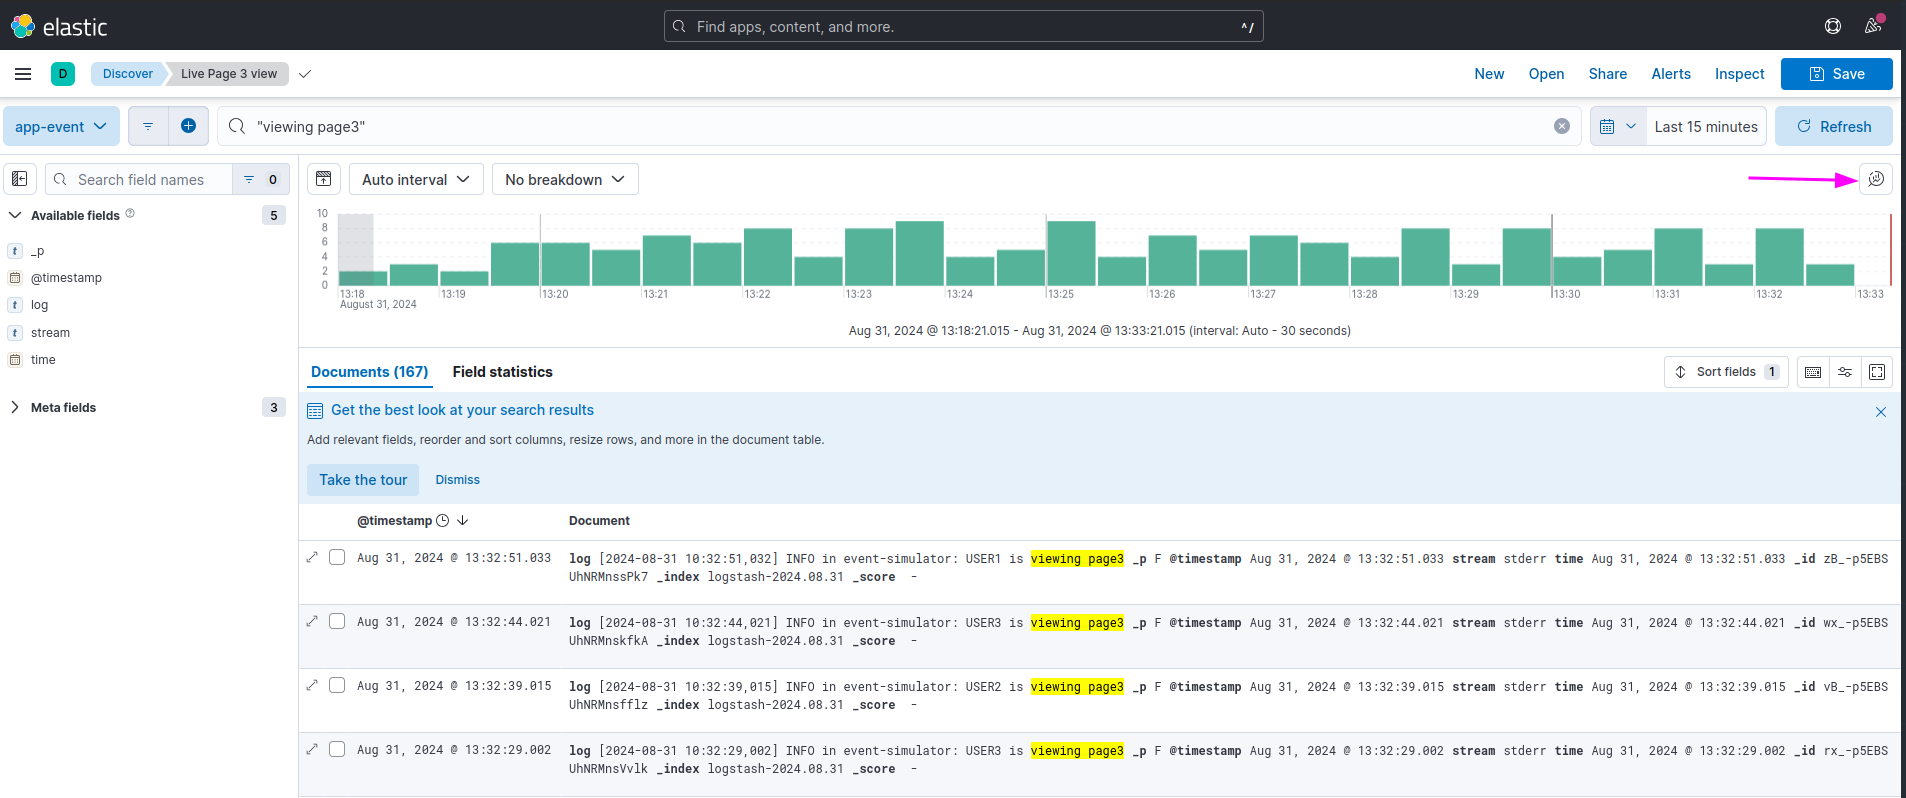 elastic
Find apps, content, and more.
^/
D
Discover
Live Page 3 view
New
Open
Share
Alerts
Inspect
Save
app-event
"viewing page3"
Last 15 minutes
Refresh
Search field names
0
Auto interval
No breakdown
Available fields
5
t _p
@timestamp
t log
t stream
time
Meta fields
3
10
8
6
4
2
0
13:18 13:19 13:20 13:21 13:22 13:23 13:24 13:25 13:26 13:27 13:28 13:29 13:30 13:31 13:32 13:33
August 31, 2024
Aug 31, 2024 @ 13:18:21.015 - Aug 31, 2024 @ 13:33:21.015 (interval: Auto - 30 seconds)
Documents (167)
Field statistics
Sort fields 1
Get the best look at your search results
Add relevant fields, reorder and sort columns, resize rows, and more in the document table.
Take the tour
Dismiss
@timestamp
Document
Aug 31, 2024 @ 13:32:51.033 log [2024-08-31 10:32:51,032] INFO in event-simulator: USER1 is viewing page3 _p F @timestamp Aug 31, 2024 @ 13:32:51.033 stream stderr time Aug 31, 2024 @ 13:32:51.033 _id zB_-p5EBS
UhNRMnssPk7 _index logstash-2024.08.31 _score -
Aug 31, 2024 @ 13:32:44.021 log [2024-08-31 10:32:44,021] INFO in event-simulator: USER3 is viewing page3 _p F @timestamp Aug 31, 2024 @ 13:32:44.021 stream stderr time Aug 31, 2024 @ 13:32:44.021 _id wx_-p5EBS
UhNRMnskfkA _index logstash-2024.08.31 _score -
Aug 31, 2024 @ 13:32:39.015 log [2024-08-31 10:32:39,015] INFO in event-simulator: USER2 is viewing page3 _p F @timestamp Aug 31, 2024 @ 13:32:39.015 stream stderr time Aug 31, 2024 @ 13:32:39.015 _id vB_-p5EBS
UhNRMnsfflz _index logstash-2024.08.31 _score -
Aug 31, 2024 @ 13:32:29.002 log [2024-08-31 10:32:29,002] INFO in event-simulator: USER3 is viewing page3 _p F @timestamp Aug 31, 2024 @ 13:32:29.002 stream stderr time Aug 31, 2024 @ 13:32:29.002 _id rx_-p5EBS
UhNRMnsVvlk _index logstash-2024.08.31 _score -